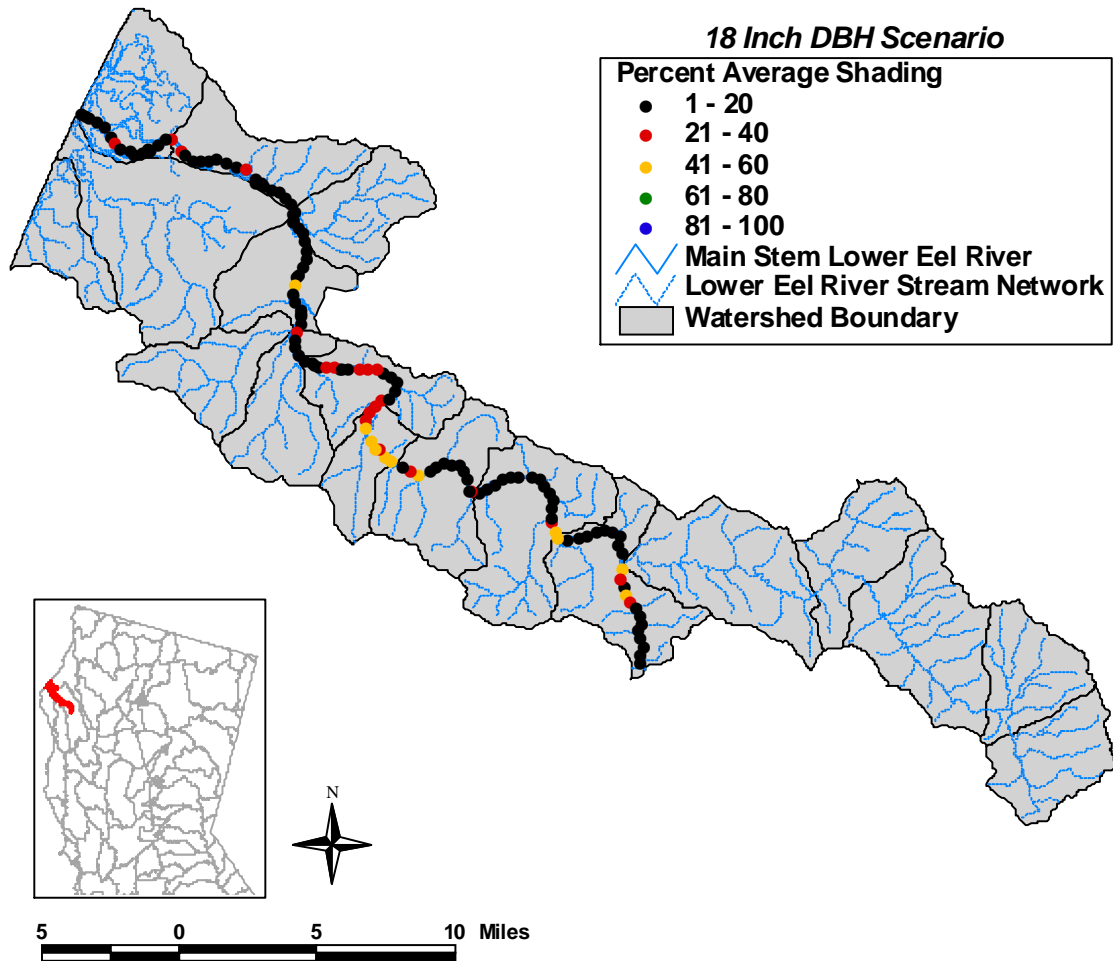 18 Inch DBH Scenario
Percent Average Shading
1 - 20
21 - 40
41 - 60
61 - 80
81 - 100
Main Stem Lower Eel River
Lower Eel River Stream Network
Watershed Boundary
N
5 0 5 10 Miles